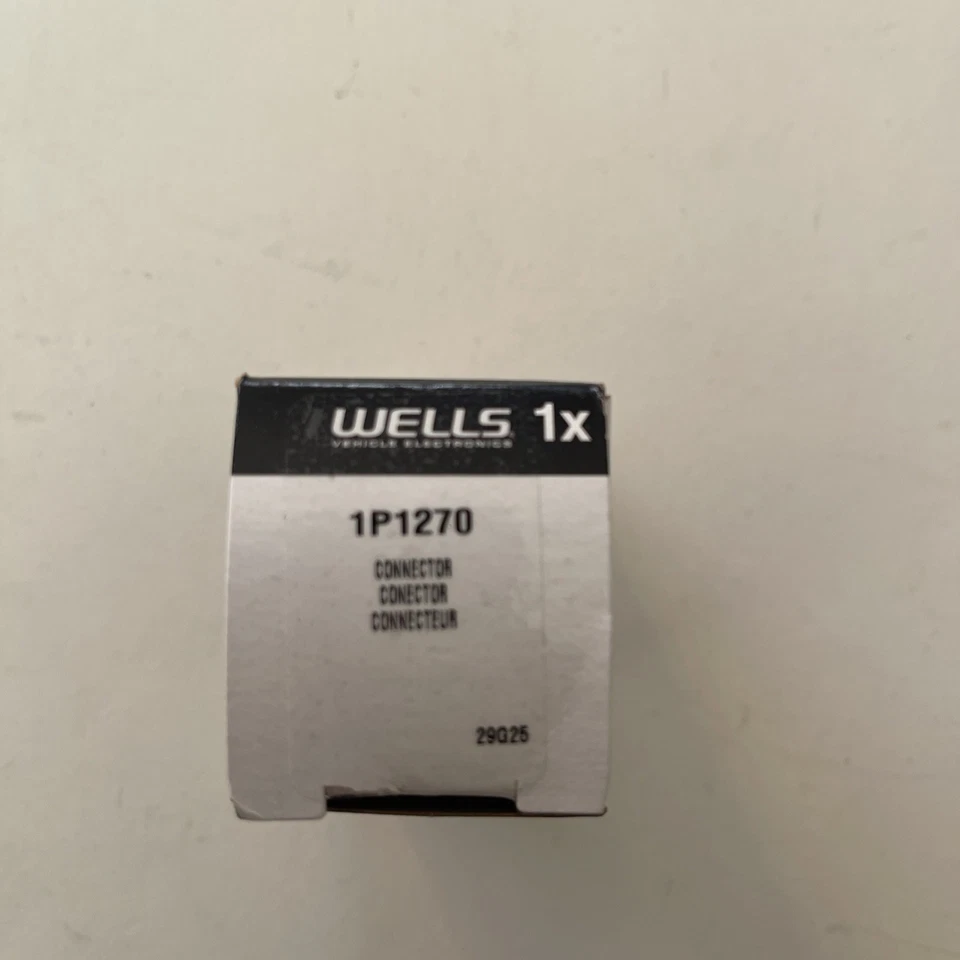 WELLS 1x
VEHICLE ELECTRONICS
1P1270
CONNECTOR
CONECTOR
CONNECTEUR
29G25